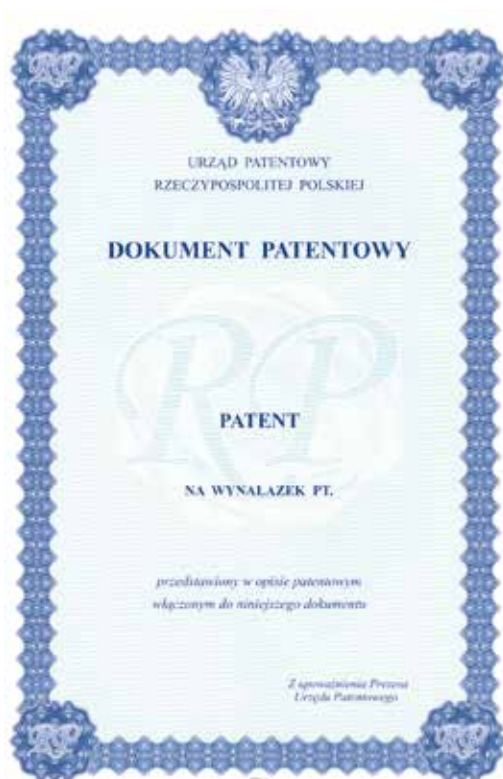 URZĄD PATENTOWY
RZECZYPOSPOLITEJ POLSKIEJ
DOKUMENT PATENTOWY
RP
PATENT
NA WYNALAZEK PT.
przedstawiony w opisie patentowym
włączonym do niniejszego dokumentu
Z upoważnienia Prezesa
Urzędu Patentowego